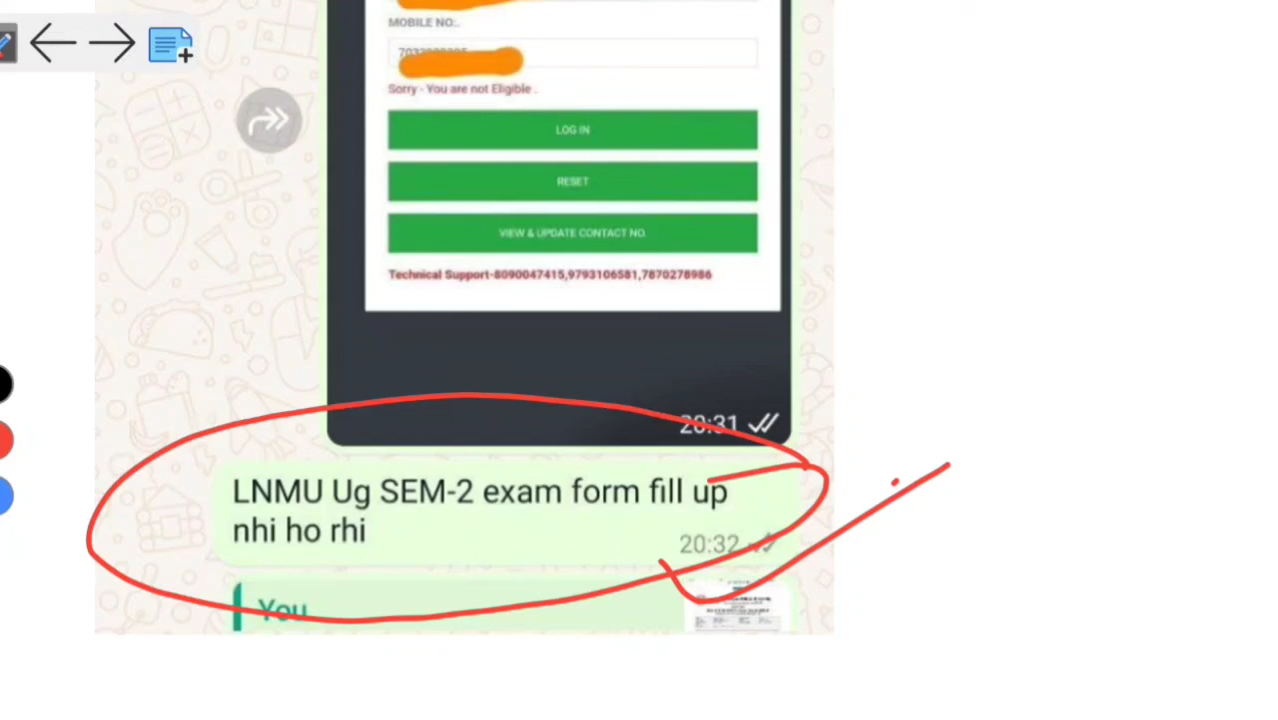 MOBILE NO:.
Sorry - You are not Eligible .
LOG IN
RESET
VIEW & UPDATE CONTACT NO.
Technical Support-8090047415,9793106581,7870278986
20:31
LNMU Ug SEM-2 exam form fill up
nhi ho rhi
20:32
You